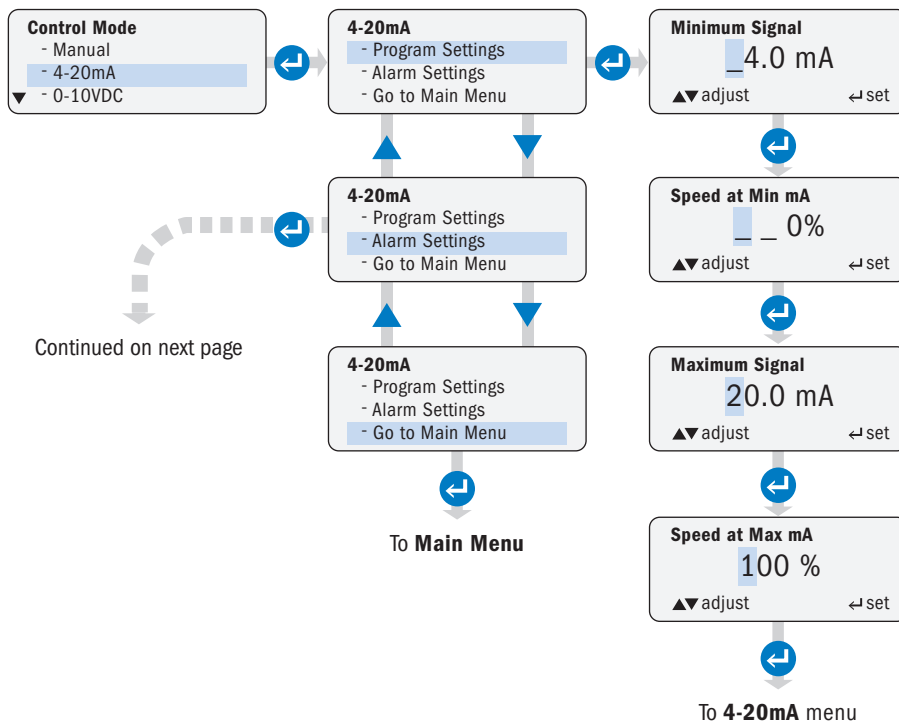 Control Mode
- Manual
- 4-20mA
- 0-10VDC
4-20mA
- Program Settings
- Alarm Settings
- Go to Main Menu
Minimum Signal
_4.0 mA
▲▼ adjust ↵ set
4-20mA
- Program Settings
- Alarm Settings
- Go to Main Menu
Speed at Min mA
_ _ 0%
▲▼ adjust ↵ set
Continued on next page
4-20mA
- Program Settings
- Alarm Settings
- Go to Main Menu
Maximum Signal
20.0 mA
▲▼ adjust ↵ set
To Main Menu
Speed at Max mA
100 %
▲▼ adjust ↵ set
To 4-20mA menu